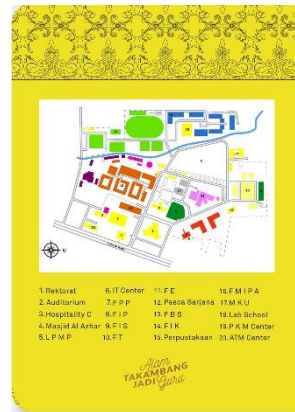 U
1. Rektorat
2. Auditorium
3. Hospitality C
4. Masjid Al Azhar
5. L P M P
6. IT Center
7. F P P
8. F I P
9. F I S
10. F T
11. F E
12. Pasca Sarjana
13. F B S
14. F I K
15. Perpustakaan
16. F M I P A
17. M K U
19. Lab School
19. P K M Center
20. ATM Center
Alam
TAKAMBANG
JADI Guru